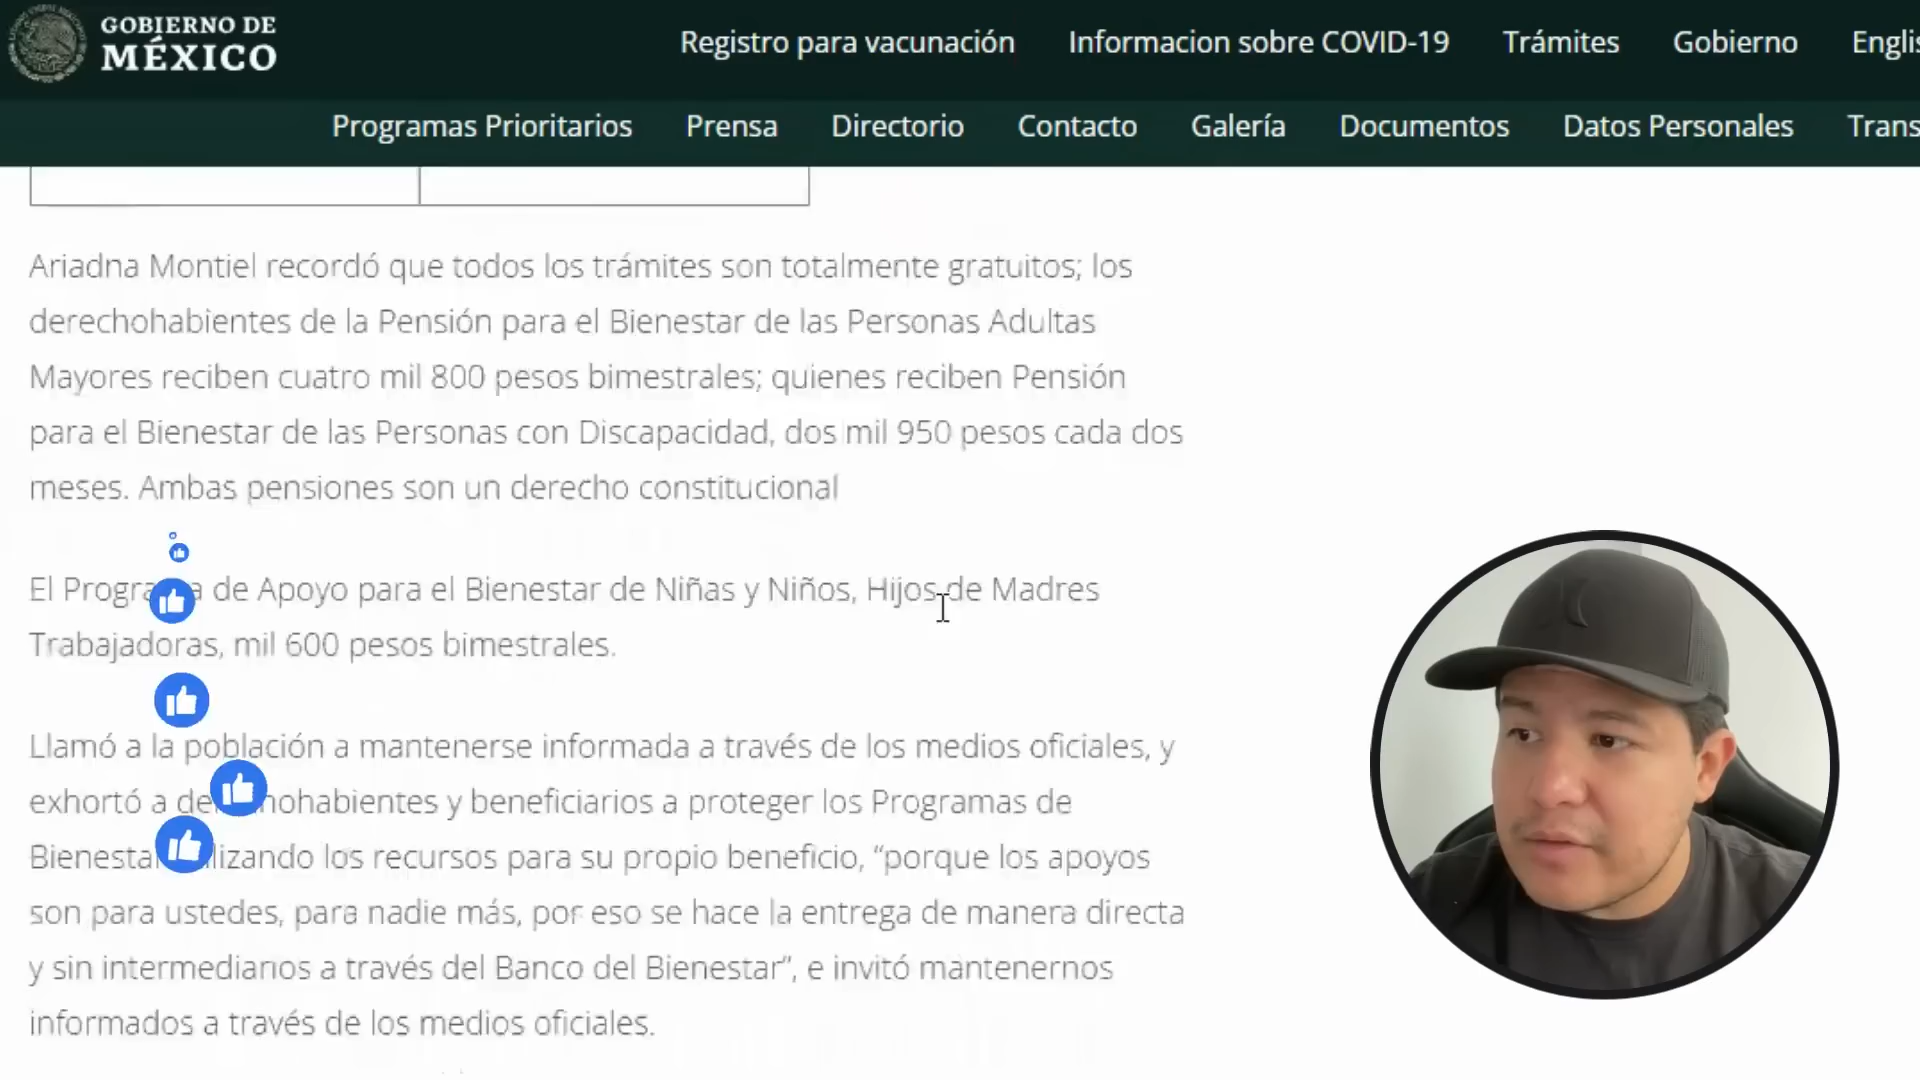 GOBIERNO DE
MÉXICO
Registro para vacunación Informacion sobre COVID-19 Trámites Gobierno Englis
Programas Prioritarios Prensa Directorio Contacto Galería Documentos Datos Personales Trans
Ariadna Montiel recordó que todos los trámites son totalmente gratuitos; los
derechohabientes de la Pensión para el Bienestar de las Personas Adultas
Mayores reciben cuatro mil 800 pesos bimestrales; quienes reciben Pensión
para el Bienestar de las Personas con Discapacidad, dos mil 950 pesos cada dos
meses. Ambas pensiones son un derecho constitucional
El Progra a de Apoyo para el Bienestar de Niñas y Niños, Hijos de Madres
Trabajadoras, mil 600 pesos bimestrales.
Llamó a la población a mantenerse informada a través de los medios oficiales, y
exhortó a de hohabientes y beneficiarios a proteger los Programas de
Bienestar lizando los recursos para su propio beneficio, “porque los apoyos
son para ustedes, para nadie más, por eso se hace la entrega de manera directa
y sin intermediarios a través del Banco del Bienestar”, e invitó mantenernos
informados a través de los medios oficiales.